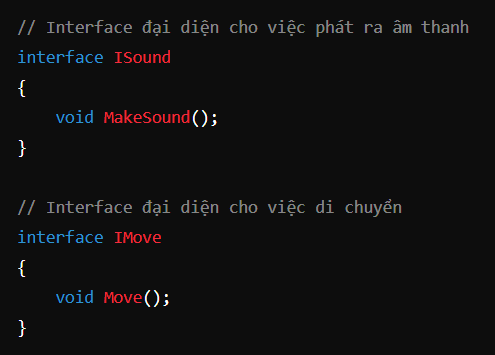 // Interface đại diện cho việc phát ra âm thanh
interface ISound
{
    void MakeSound();
}

// Interface đại diện cho việc di chuyển
interface IMove
{
    void Move();
}